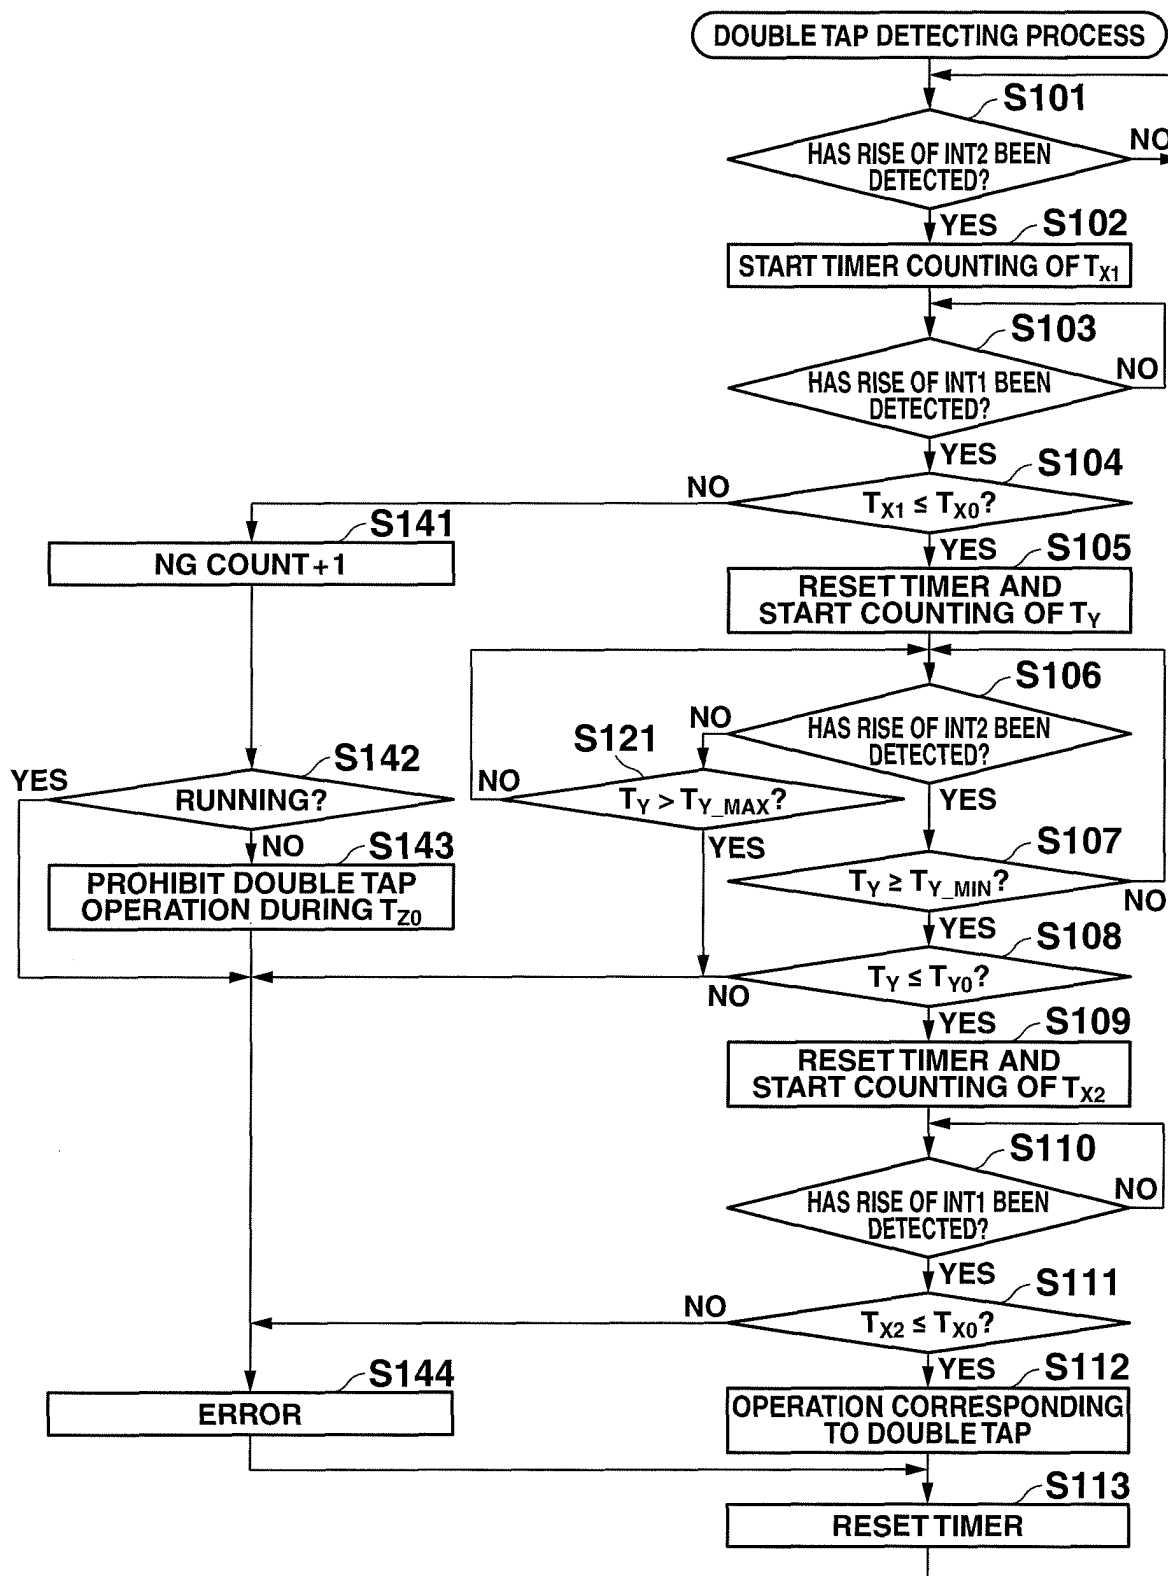 DOUBLE TAP DETECTING PROCESS
S101
HAS RISE OF INT2 BEEN
DETECTED?
NO
YES
S102
START TIMER COUNTING OF TX1
S103
HAS RISE OF INT1 BEEN
DETECTED?
NO
YES
S104
TX1 ≤ TX0?
NO
YES
S141
NG COUNT+1
S105
RESET TIMER AND
START COUNTING OF TY
S106
HAS RISE OF INT2 BEEN
DETECTED?
NO
YES
S121
TY > TY_MAX?
NO
YES
S142
RUNNING?
YES
NO
S143
PROHIBIT DOUBLE TAP
OPERATION DURING TZ0
S107
TY ≥ TY_MIN?
NO
YES
S108
TY ≤ TY0?
NO
YES
S109
RESET TIMER AND
START COUNTING OF TX2
S110
HAS RISE OF INT1 BEEN
DETECTED?
NO
YES
S111
TX2 ≤ TX0?
NO
YES
S144
ERROR
S112
OPERATION CORRESPONDING
TO DOUBLE TAP
S113
RESET TIMER